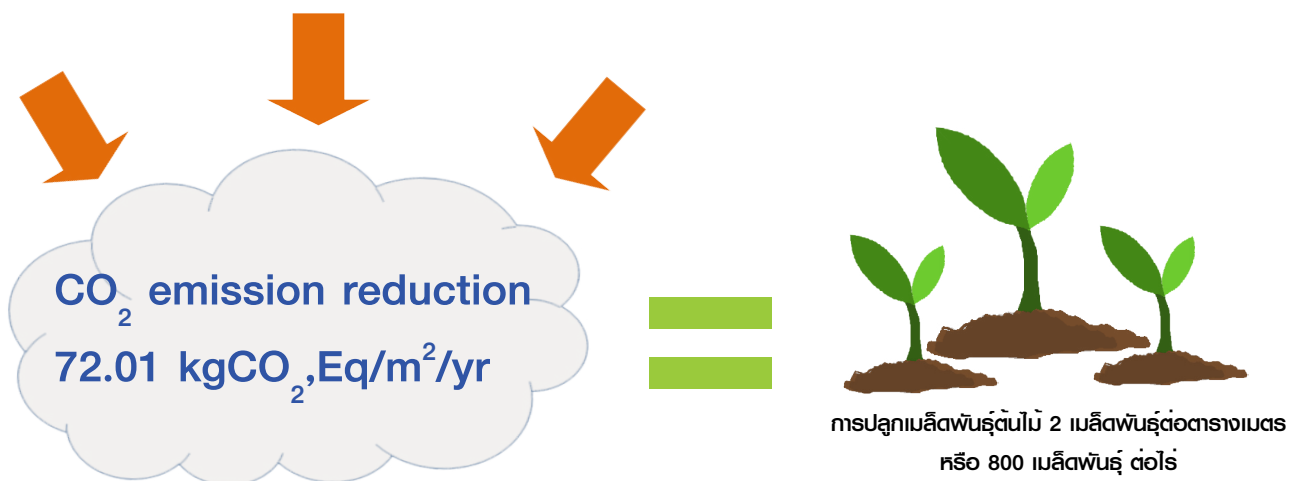 CO₂ emission reduction
72.01 kgCO₂,Eq/m²/yr
การปลูกเมล็ดพันธุ์ต้นไม้ 2 เมล็ดพันธุ์ต่อตารางเมตร
หรือ 800 เมล็ดพันธุ์ ต่อไร่